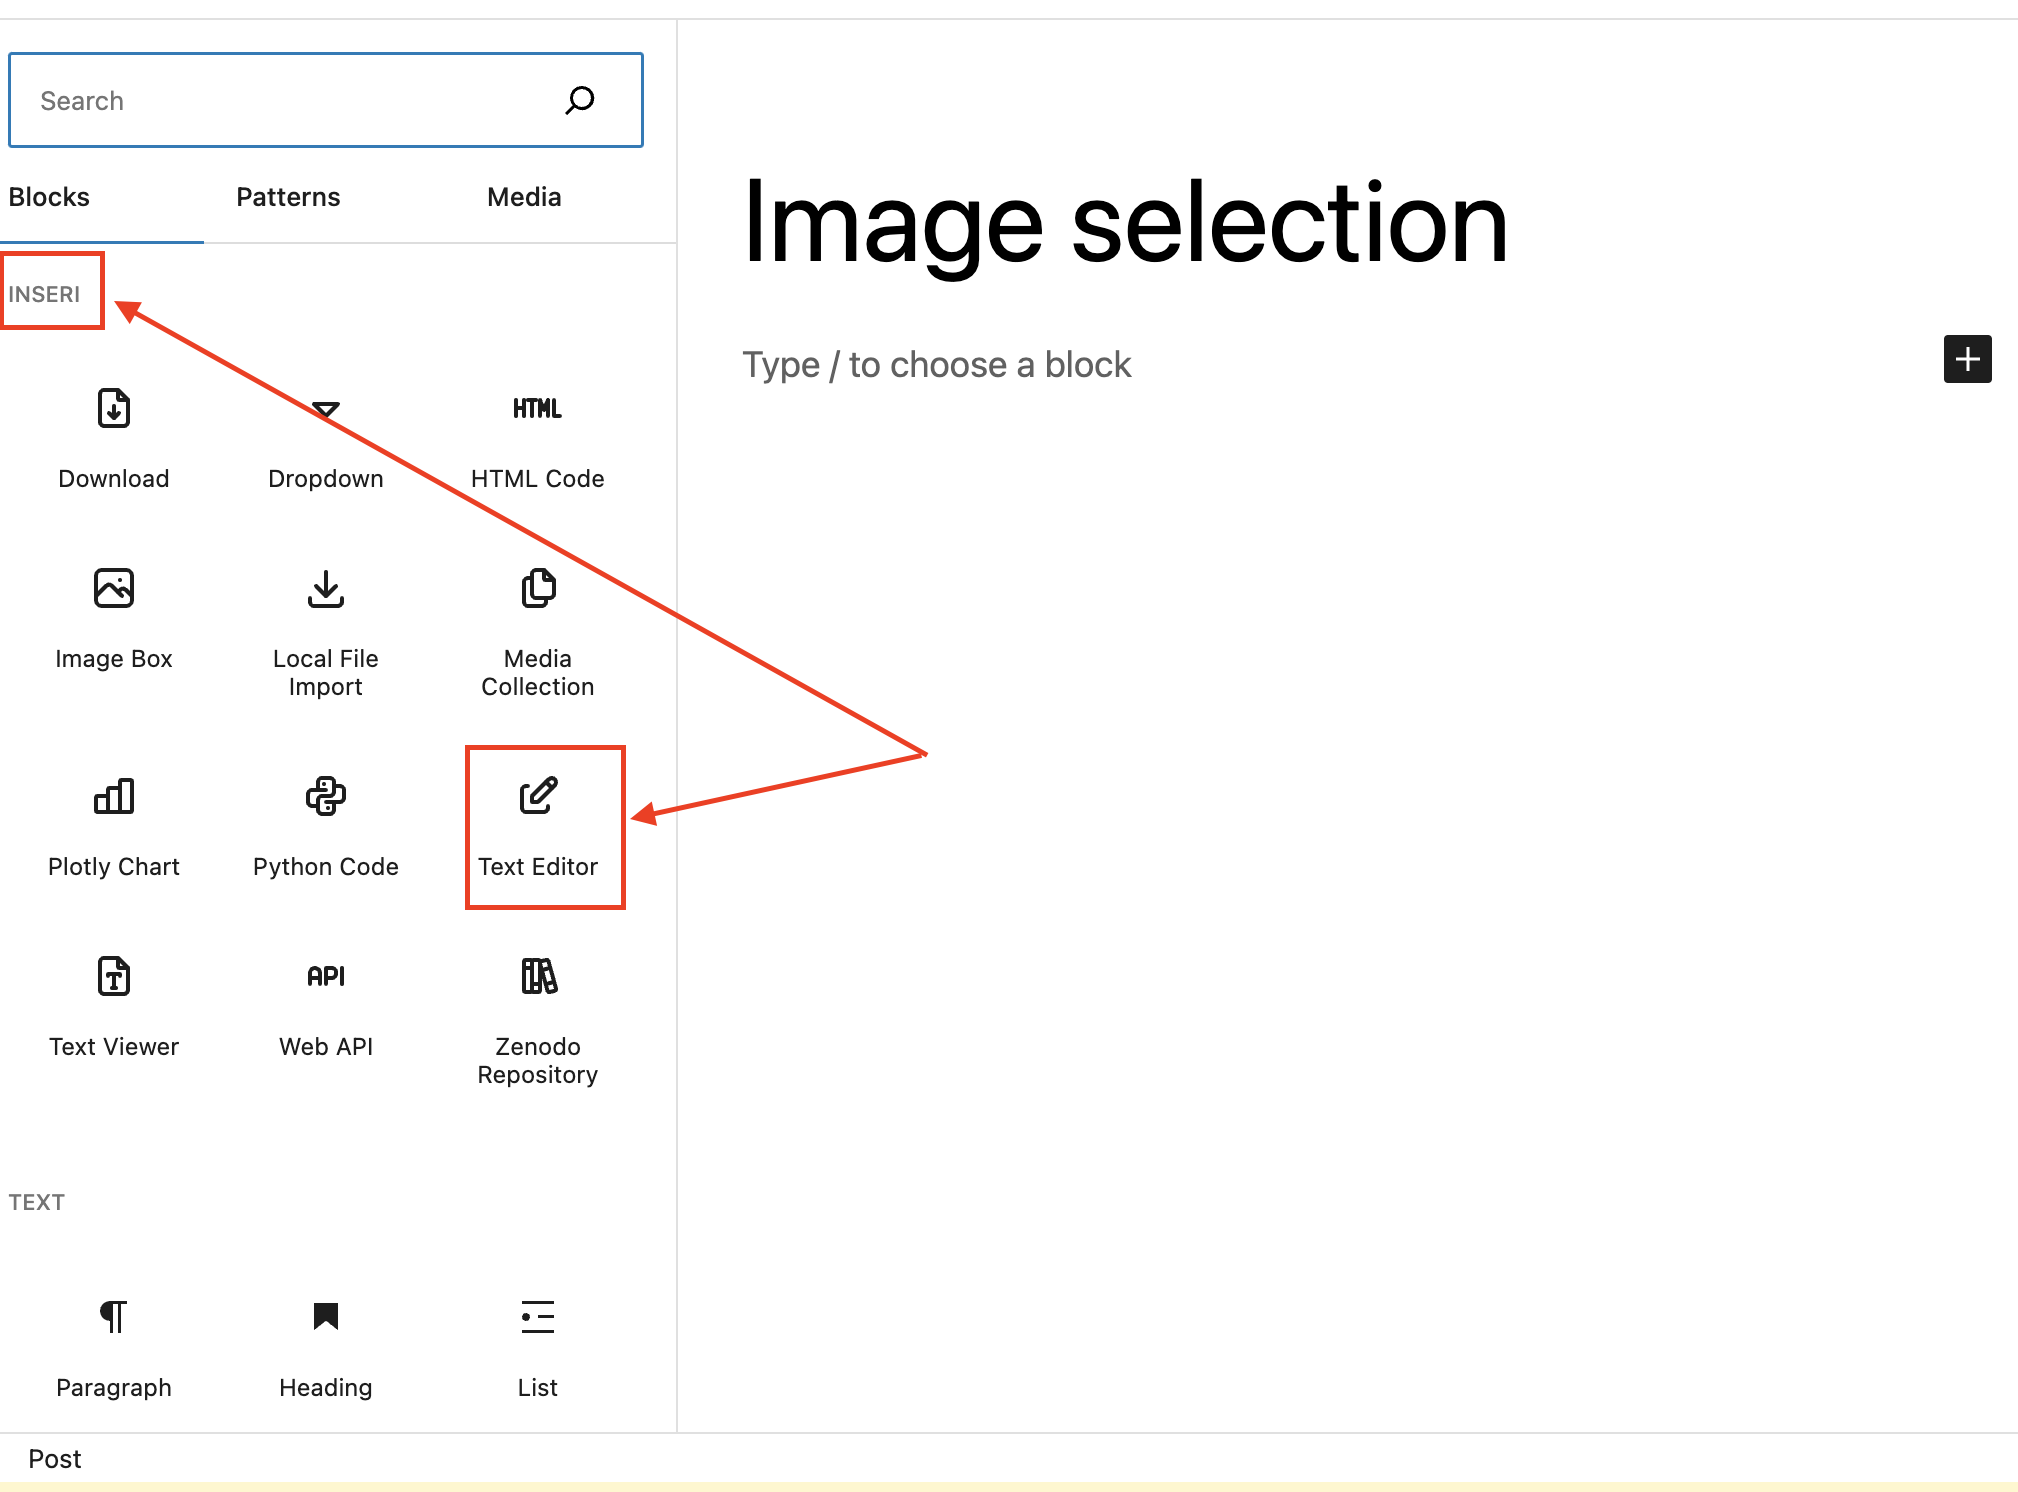 Search
Blocks
Patterns
Media
INSERI
Download
Dropdown
HTML
HTML Code
Image Box
Local File
Import
Media
Collection
Plotly Chart
Python Code
Text Editor
T
Text Viewer
API
Web API
Zenodo
Repository
TEXT
Paragraph
Heading
List
Post
Image selection
Type / to choose a block